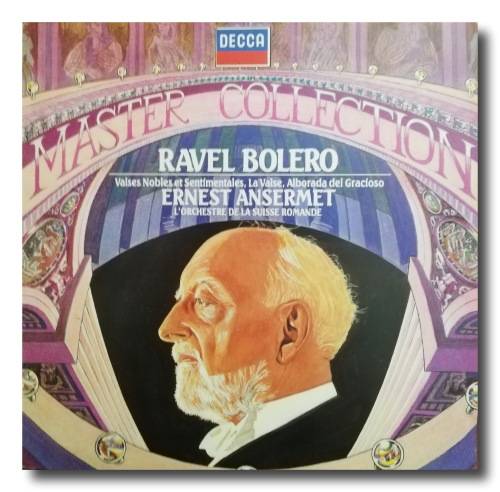 DECCA
MASTER COLLECTION
RAVEL BOLERO
Valses Nobles et Sentimentales, La Valse, Alborada del Gracioso
ERNEST ANSERMET
L'ORCHESTRE DE LA SUISSE ROMANDE